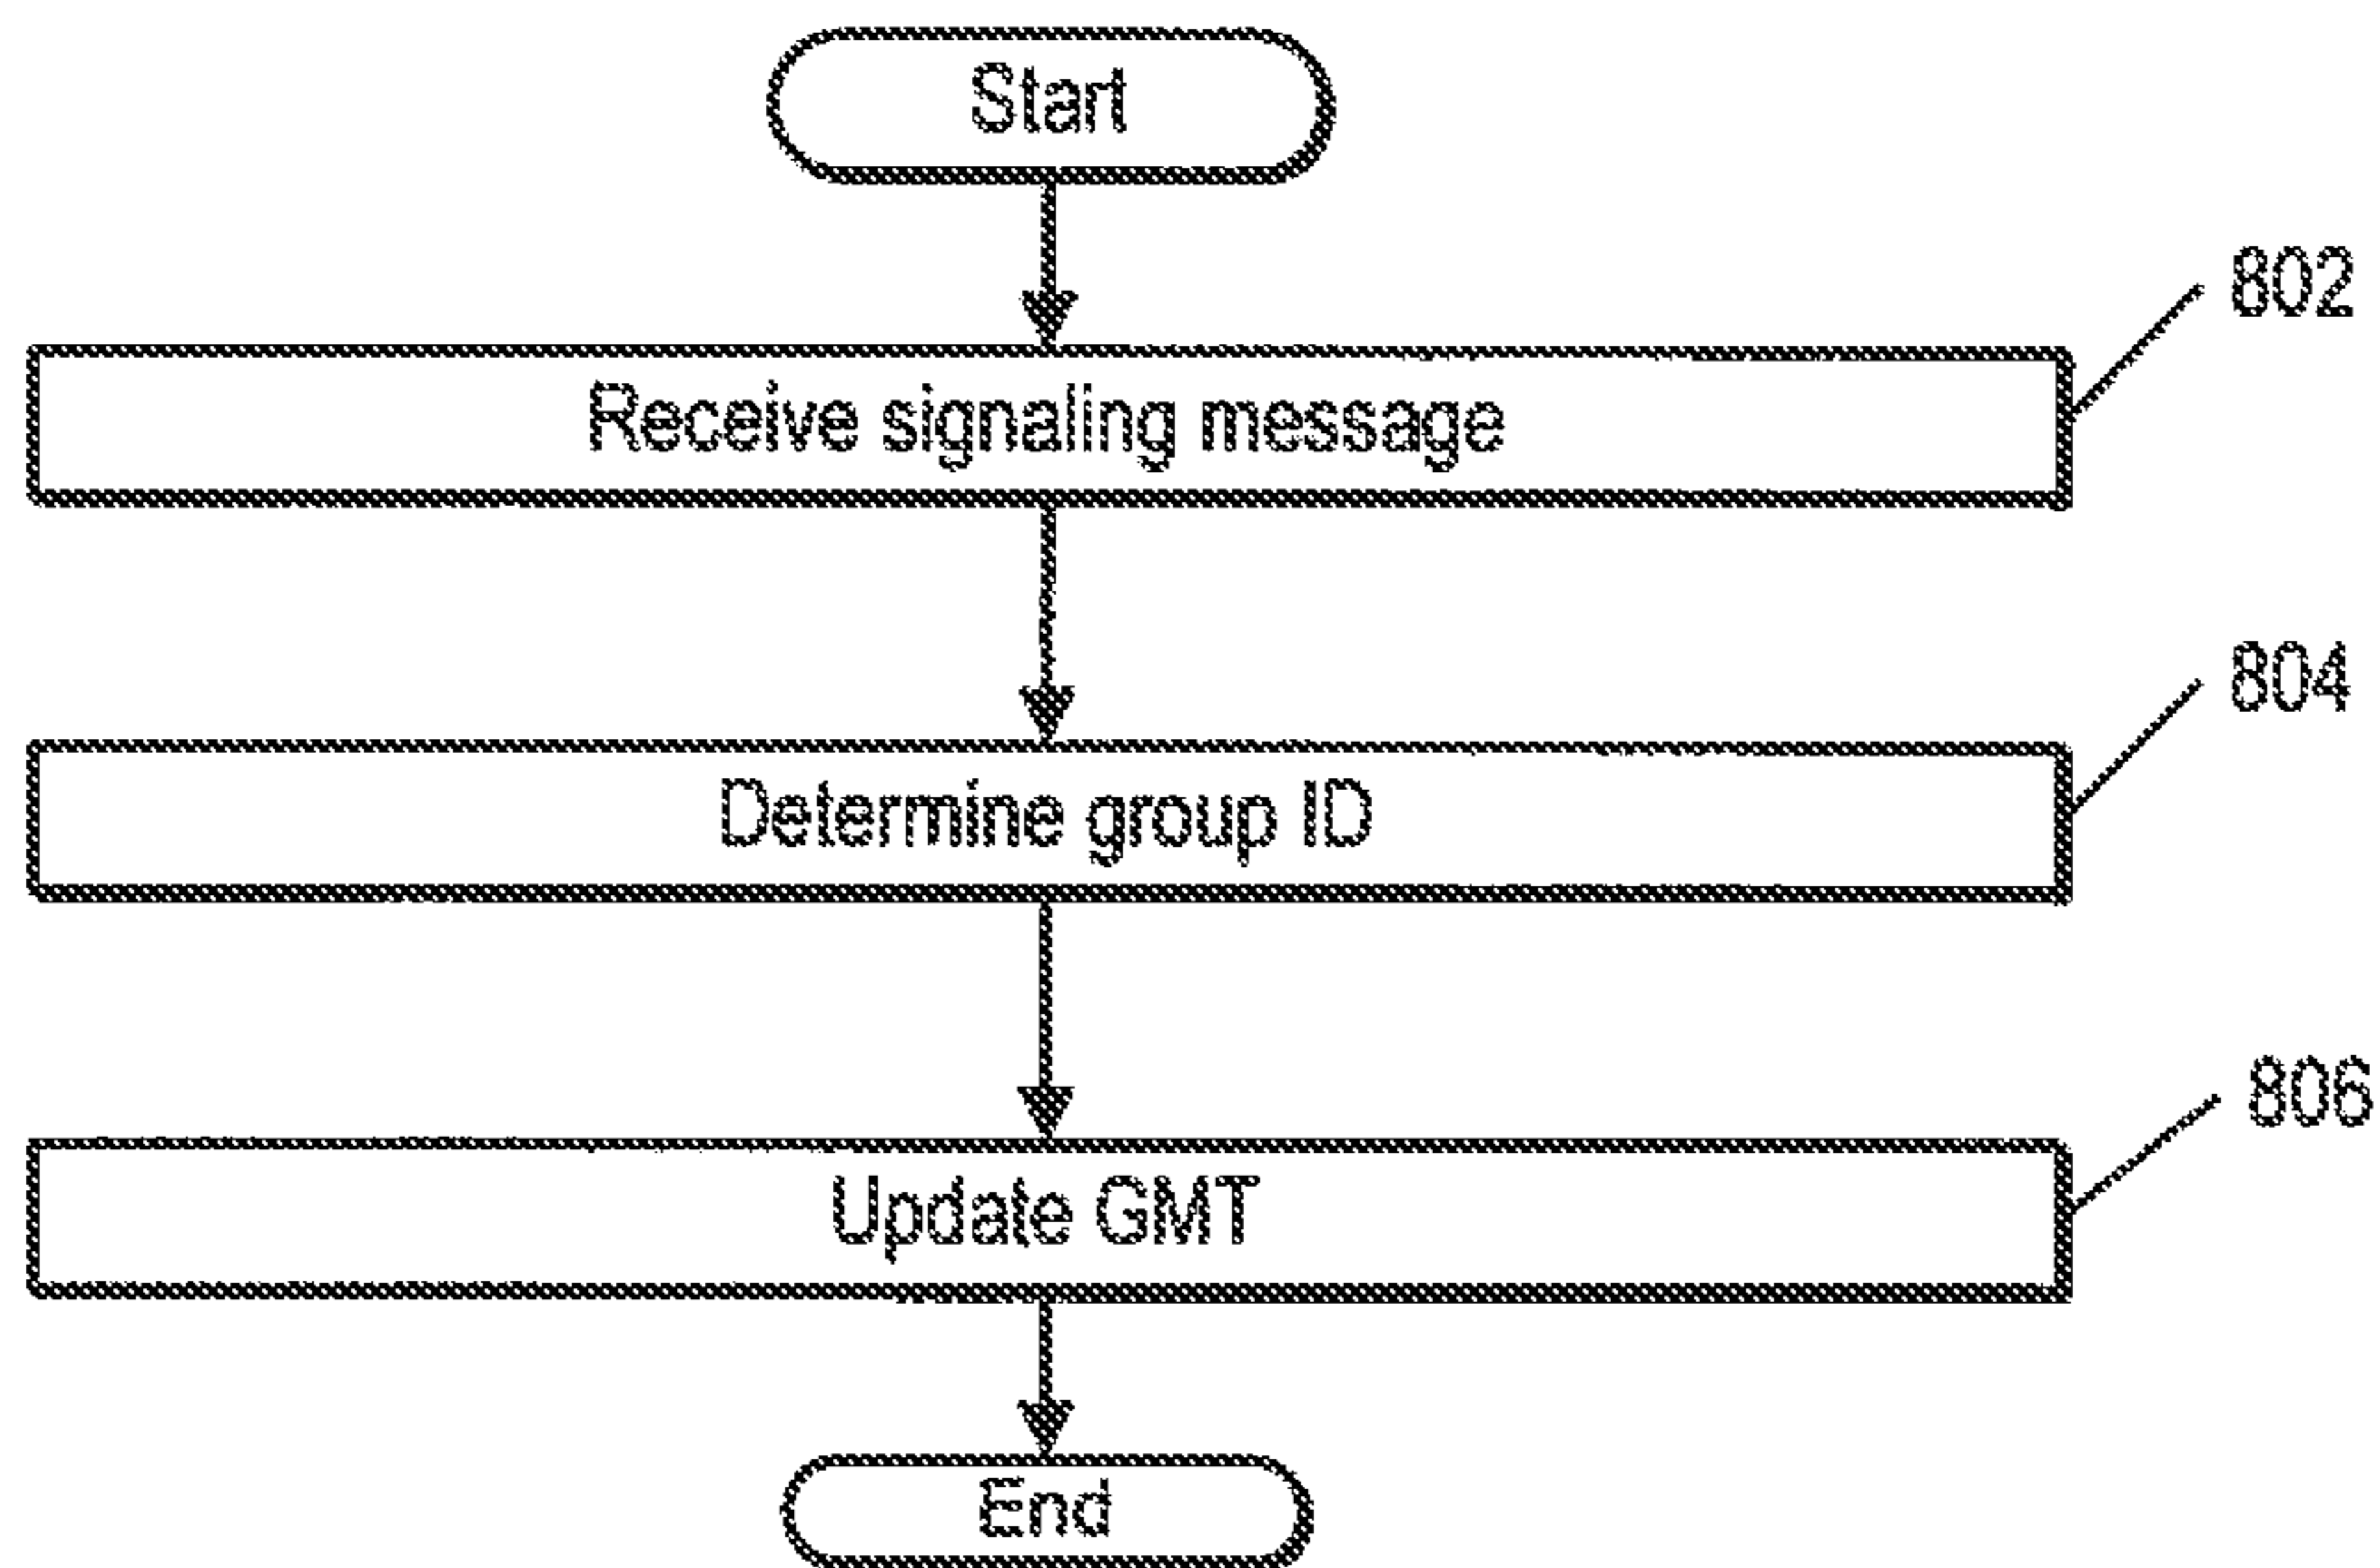 Start
802
Receive signaling message
804
Determine group ID
806
Update GMT
End